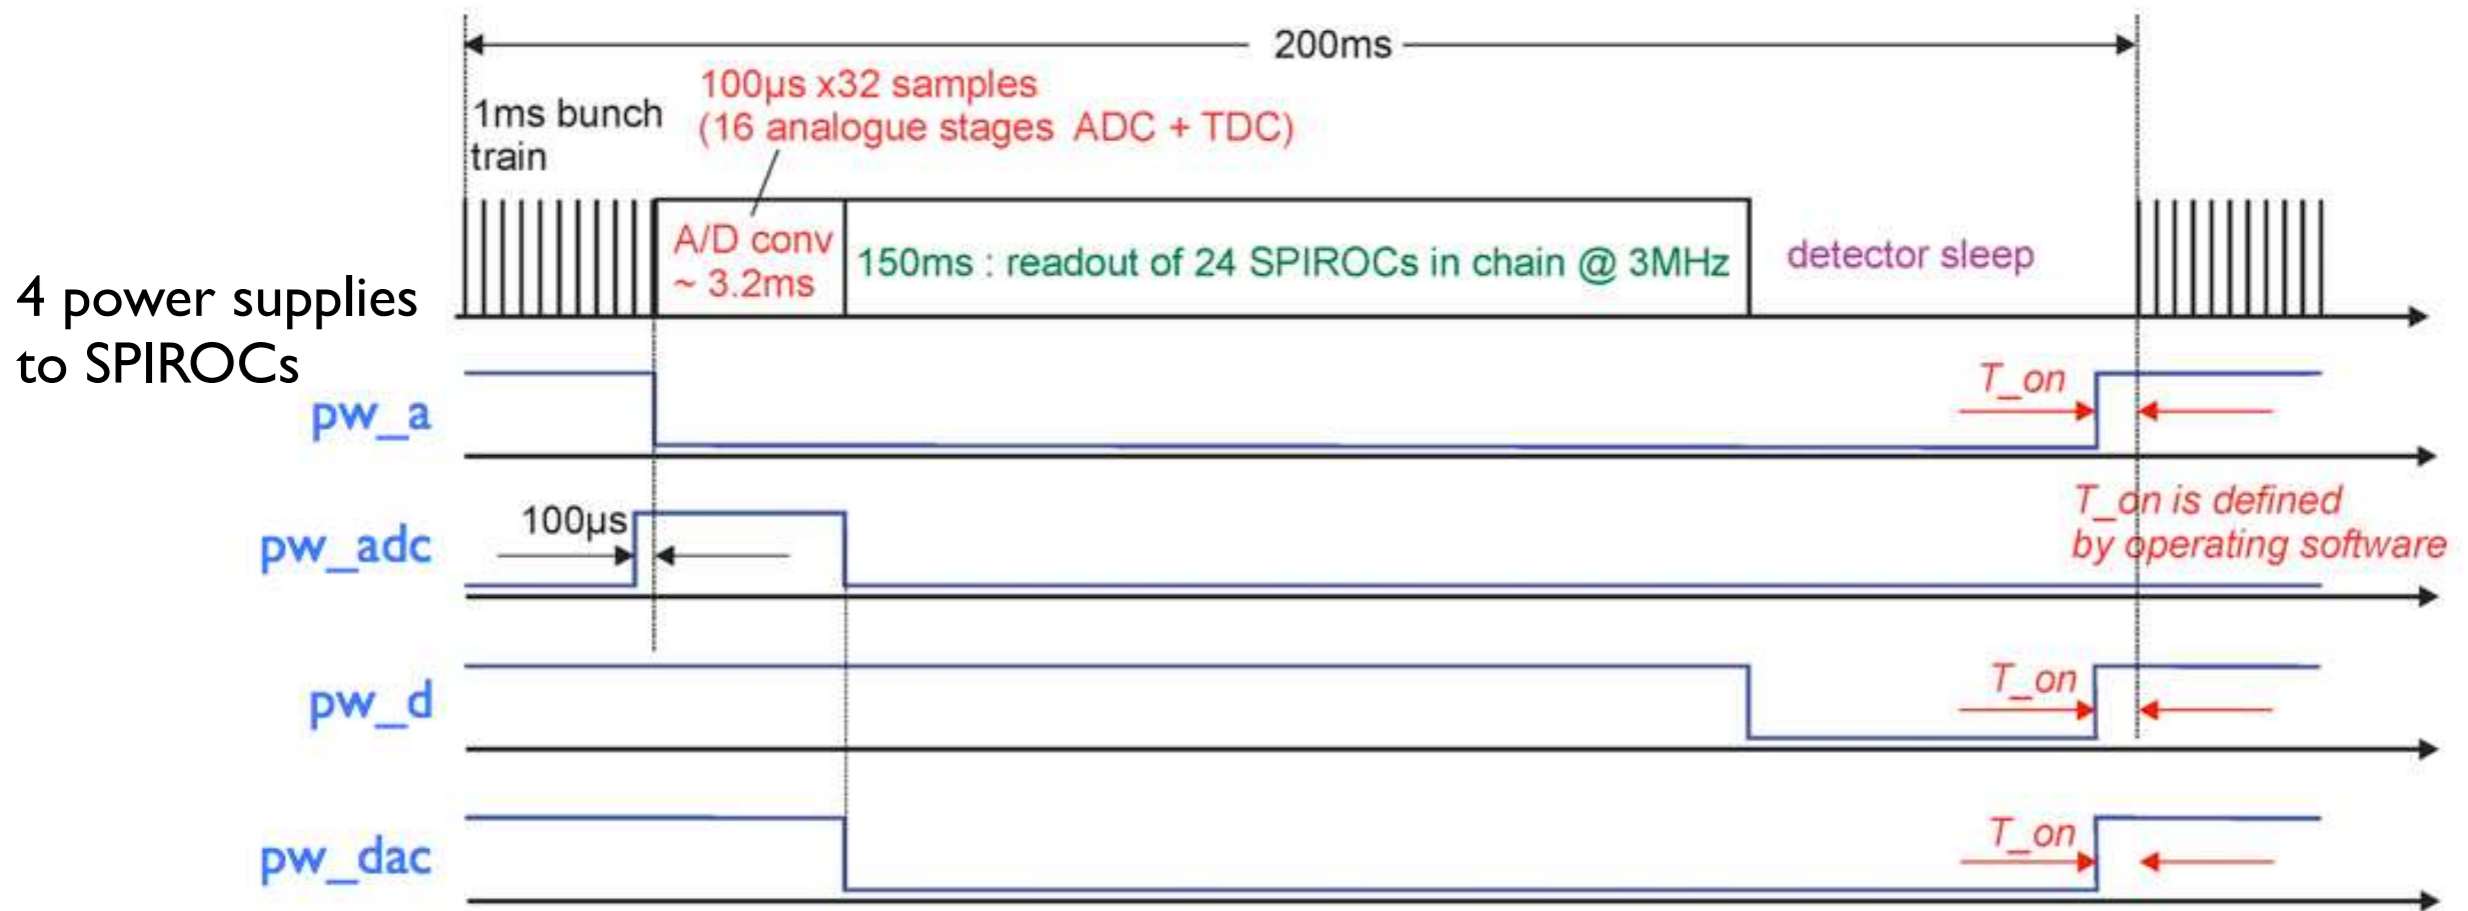 200ms
100µs x32 samples
(16 analogue stages ADC + TDC)
1ms bunch
train
A/D conv
~ 3.2ms
150ms : readout of 24 SPIROCs in chain @ 3MHz
detector sleep
4 power supplies
to SPIROCs
pw_a
T_on
T_on is defined
by operating software
100µs
pw_adc
pw_d
T_on
pw_dac
T_on